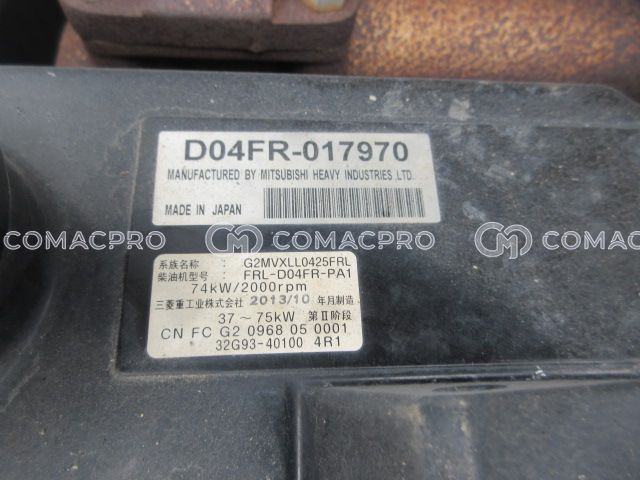 D04FR-017970
MANUFACTURED BY MITSUBISHI HEAVY INDUSTRIES ,LTD.
MADE IN JAPAN
COMACPRO COMACPRO COMACPRO
系族名称： G2MVXLL0425FRL
柴油机型号： FRL-D04FR-PA1
74kW/2000rpm
三菱重工业株式会社 2013/10 年月制造
37～75kW 第Ⅱ阶段
CN FC G2 0968 05 0001
32G93-40100 4R1